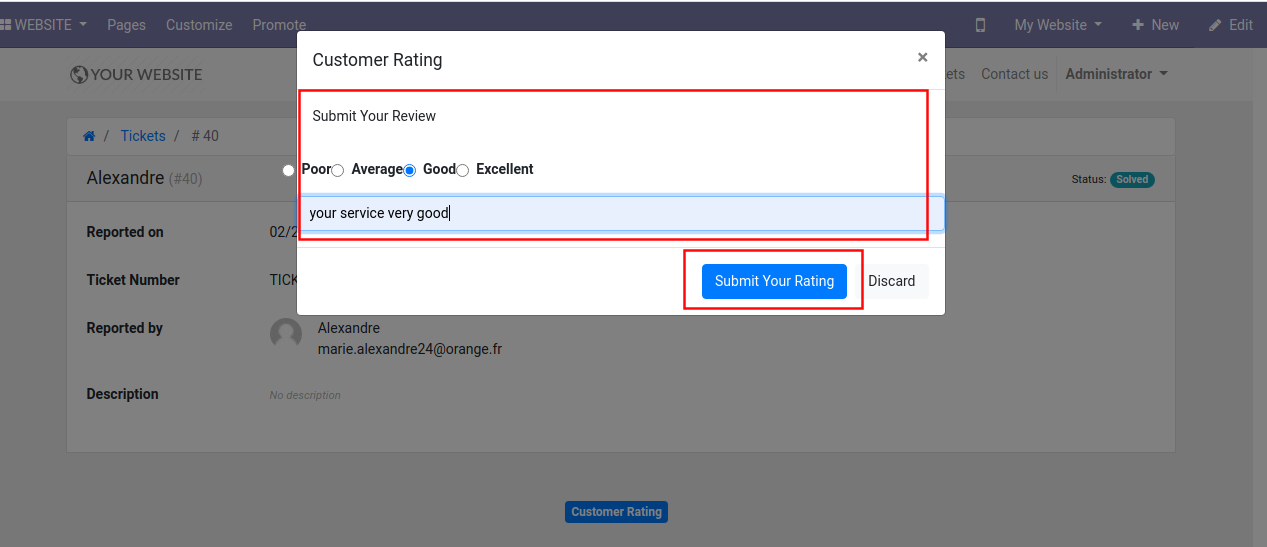 WEBSITE Pages Customize Promote My Website + New Edit
Customer Rating ×
YOUR WEBSITE ets Contact us Administrator
Submit Your Review
/ Tickets / # 40
Poor Average Good Excellent
Alexandre (#40) Status: Solved
your service very good
Reported on 02/2
Ticket Number TICK
Submit Your Rating Discard
Reported by Alexandre
marie.alexandre24@orange.fr
Description No description
Customer Rating